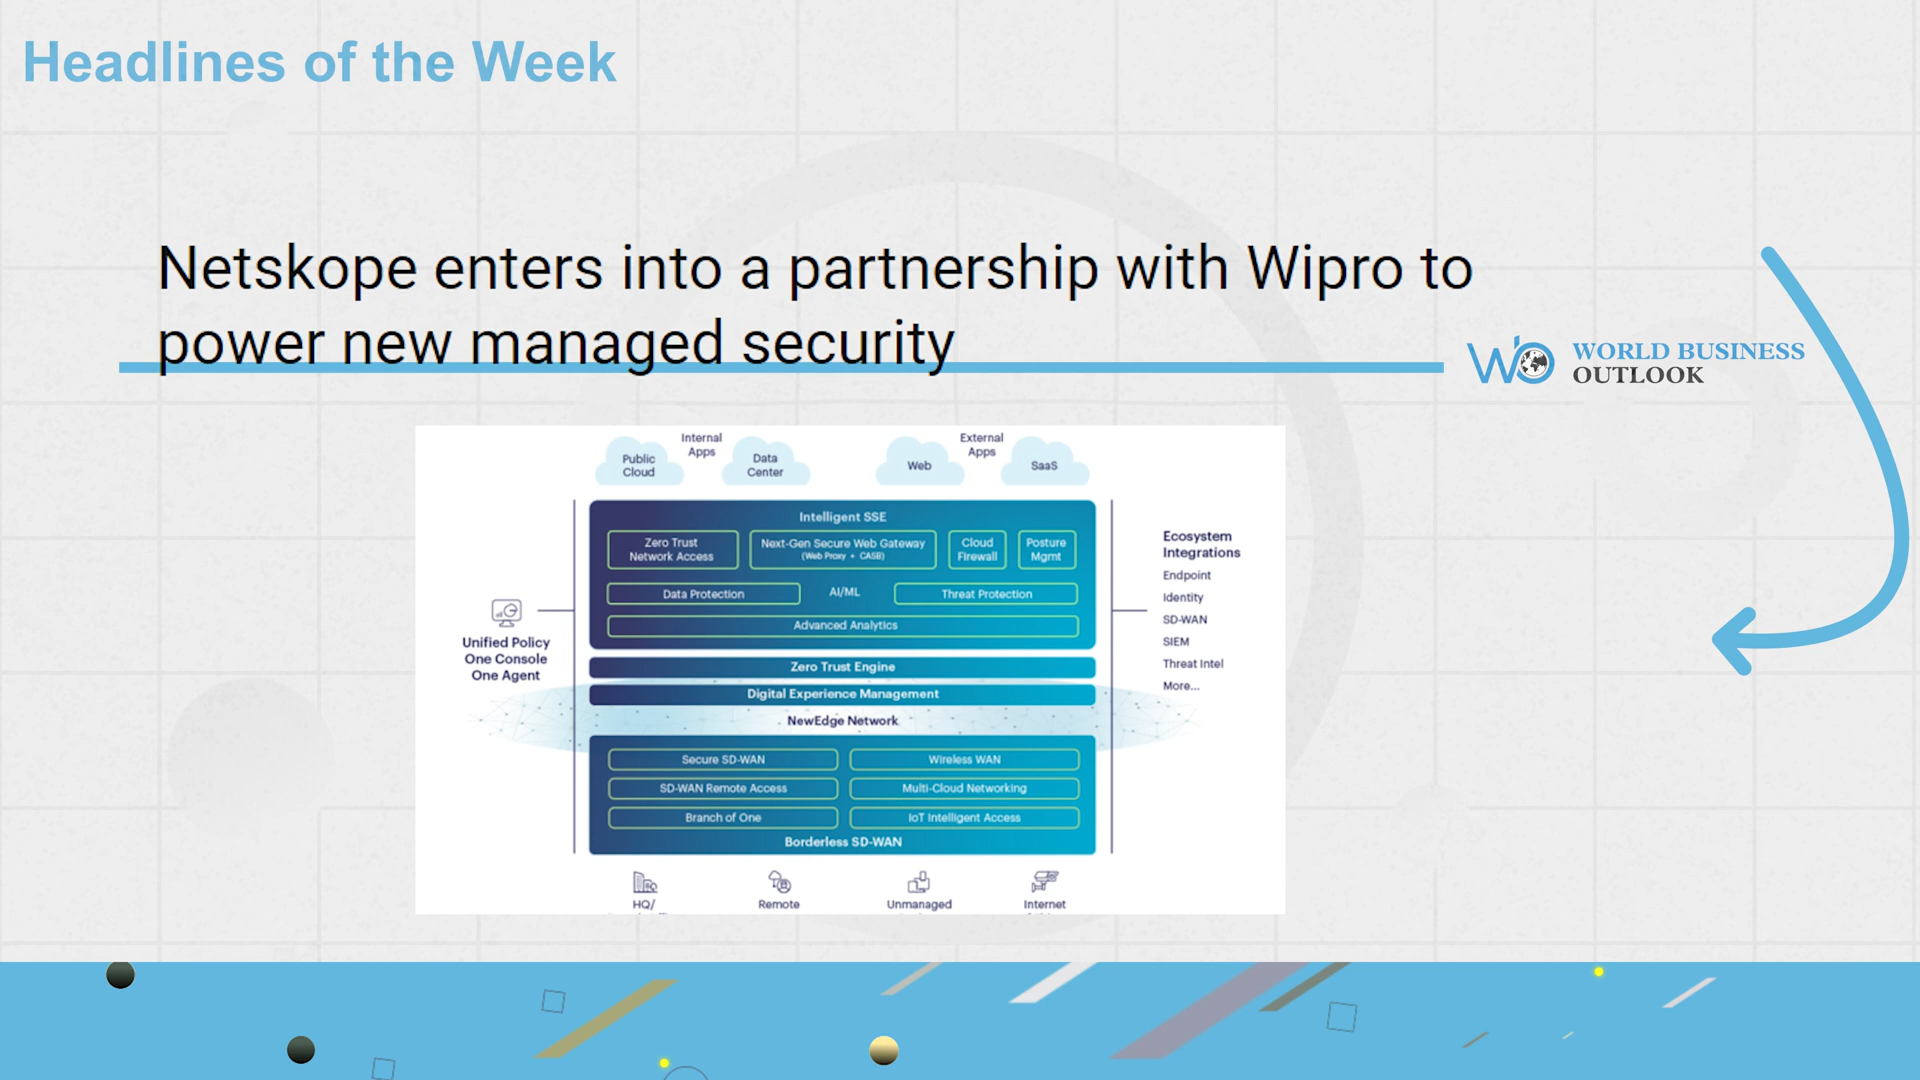 Headlines of the Week
Netskope enters into a partnership with Wipro to
power new managed security
WO
WORLD BUSINESS
OUTLOOK
Internal
Apps
Public
Cloud
Data
Center
External
Apps
Web
SaaS
Intelligent SSE
Zero Trust
Network Access
Next-Gen Secure Web Gateway
(Web Proxy + CASB)
Cloud
Firewall
Posture
Mgmt
Data Protection
AI/ML
Threat Protection
Advanced Analytics
Zero Trust Engine
Digital Experience Management
NewEdge Network
Secure SD-WAN
Wireless WAN
SD-WAN Remote Access
Multi-Cloud Networking
Branch of One
IoT Intelligent Access
Borderless SD-WAN
Unified Policy
One Console
One Agent
Ecosystem
Integrations
Endpoint
Identity
SD-WAN
SIEM
Threat Intel
More...
HQ/
Remote
Unmanaged
Internet